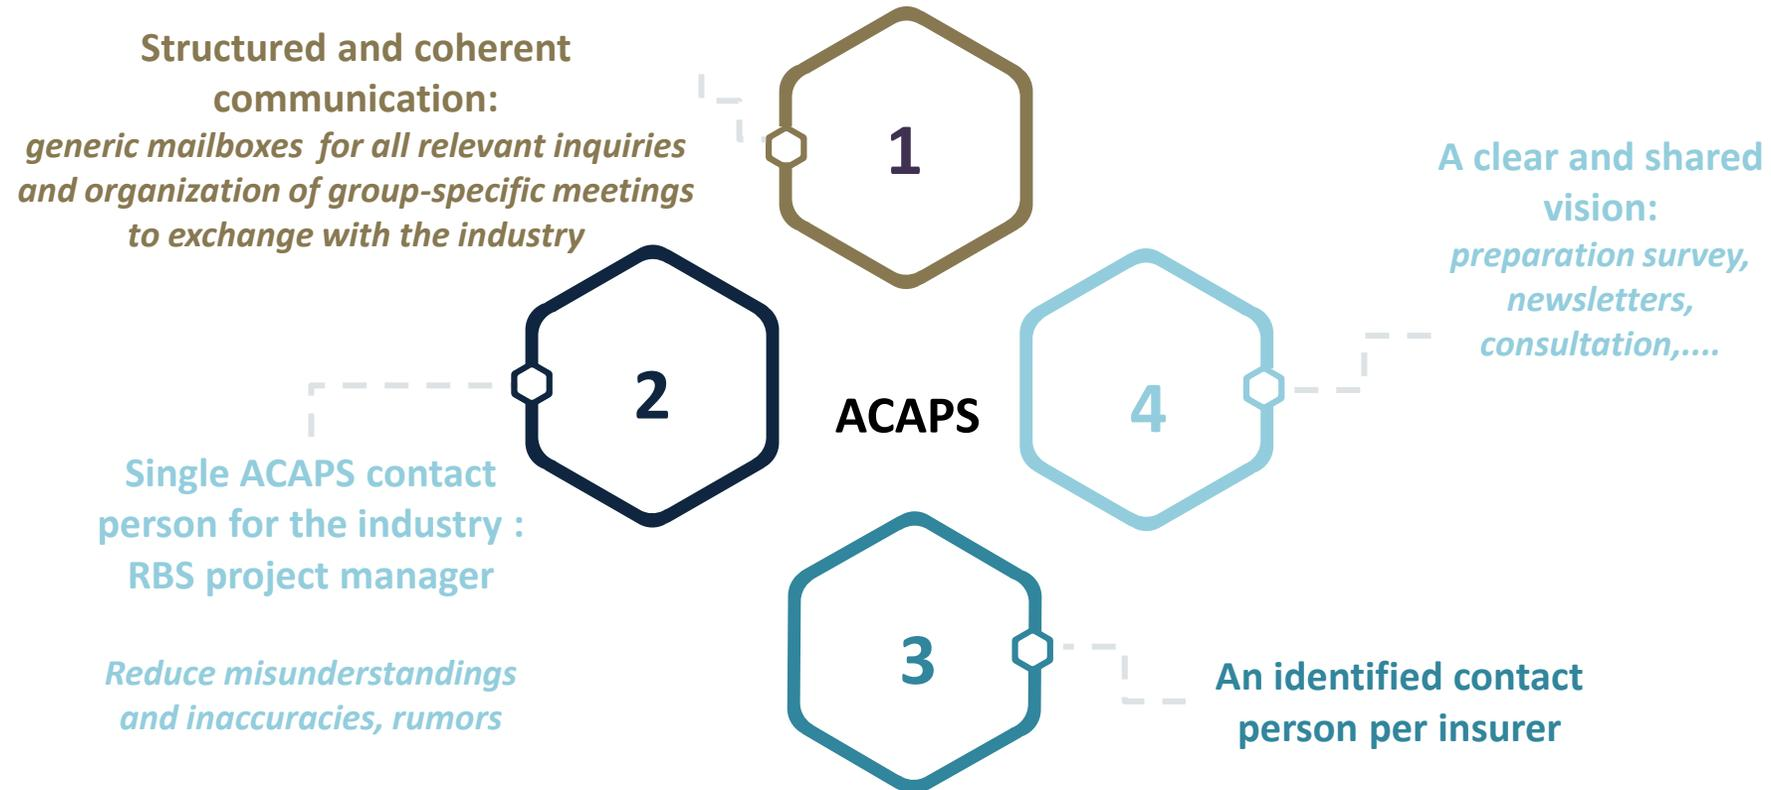 Structured and coherent
communication:
generic mailboxes  for all relevant inquiries
and organization of group-specific meetings
to exchange with the industry
1
2
Single ACAPS contact
person for the industry :
RBS project manager
Reduce misunderstandings
and inaccuracies, rumors
ACAPS
3
An identified contact
person per insurer
4
A clear and shared
vision:
preparation survey,
newsletters,
consultation,....